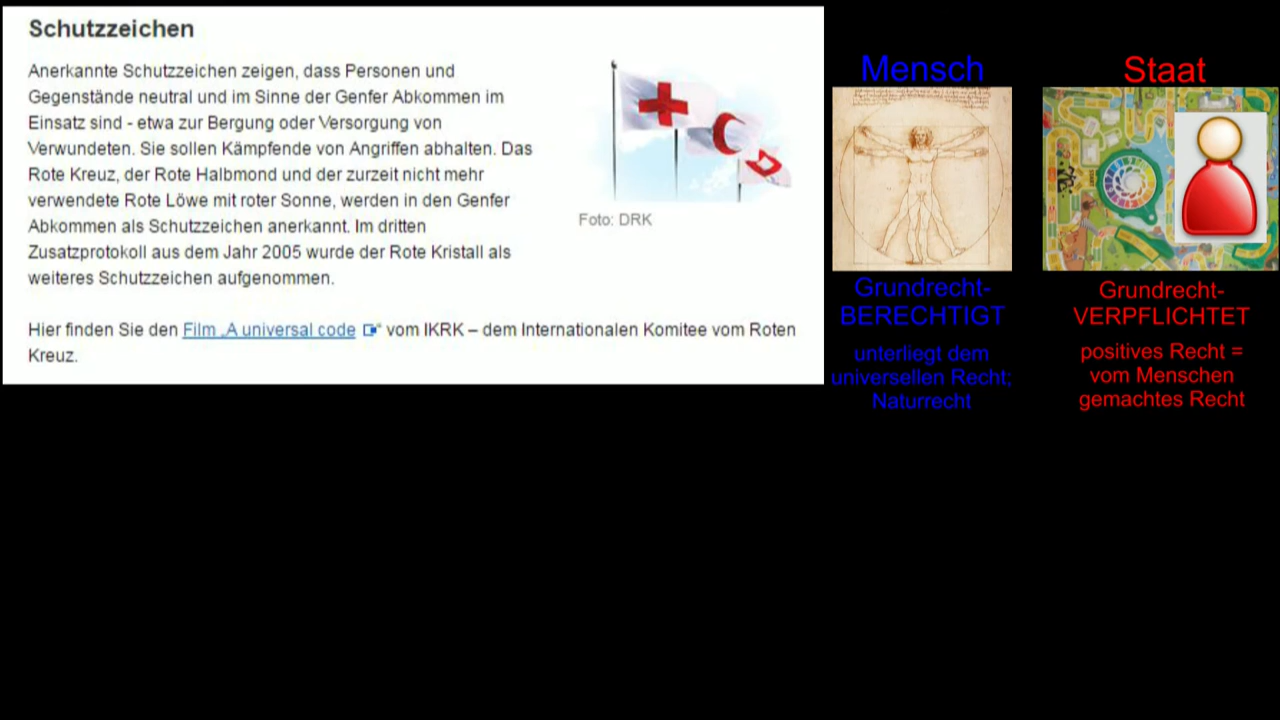 Schutzzeichen
Anerkannte Schutzzeichen zeigen, dass Personen und
Gegenstände neutral und im Sinne der Genfer Abkommen im
Einsatz sind - etwa zur Bergung oder Versorgung von
Verwundeten. Sie sollen Kämpfende von Angriffen abhalten. Das
Rote Kreuz, der Rote Halbmond und der zurzeit nicht mehr
verwendete Rote Löwe mit roter Sonne, werden in den Genfer
Abkommen als Schutzzeichen anerkannt. Im dritten
Zusatzprotokoll aus dem Jahr 2005 wurde der Rote Kristall als
weiteres Schutzzeichen aufgenommen.
Foto: DRK
Hier finden Sie den Film „A universal code“ vom IKRK – dem Internationalen Komitee vom Roten
Kreuz.
Mensch
Grundrecht-
BERECHTIGT
unterliegt dem
universellen Recht;
Naturrecht
Staat
Grundrecht-
VERPFLICHTET
positives Recht =
vom Menschen
gemachtes Recht